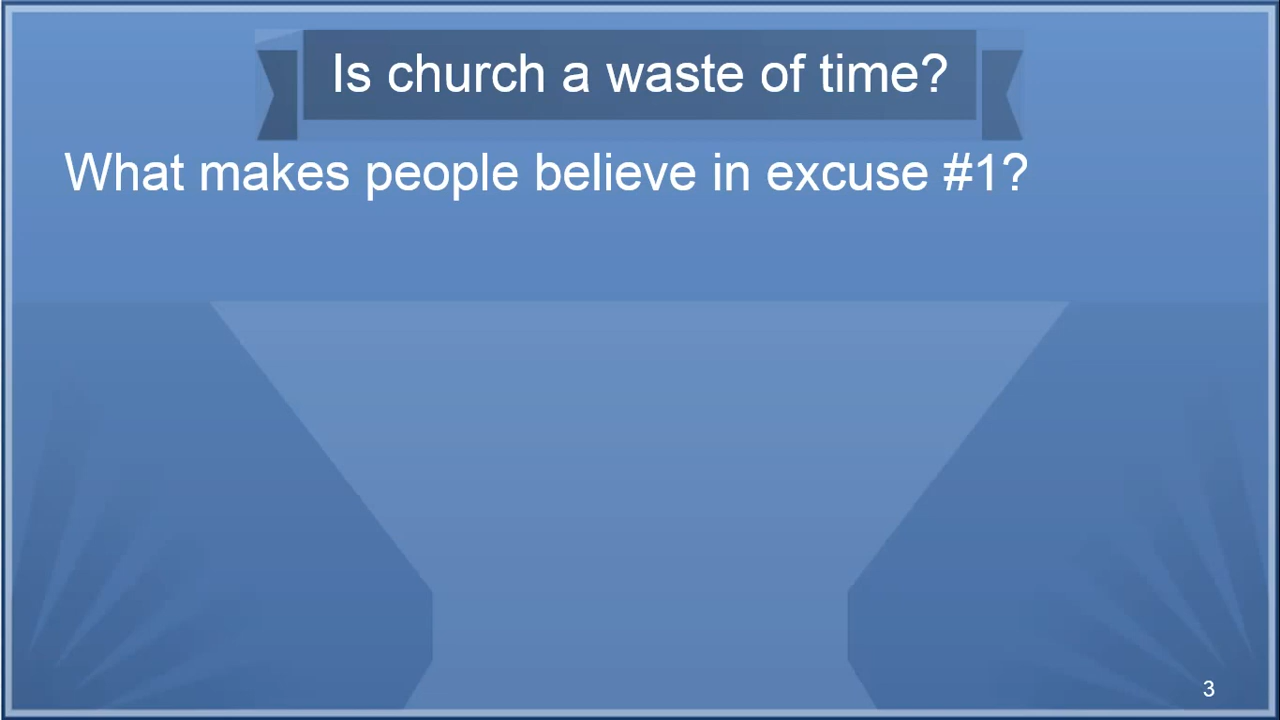 Is church a waste of time?
What makes people believe in excuse #1?
3